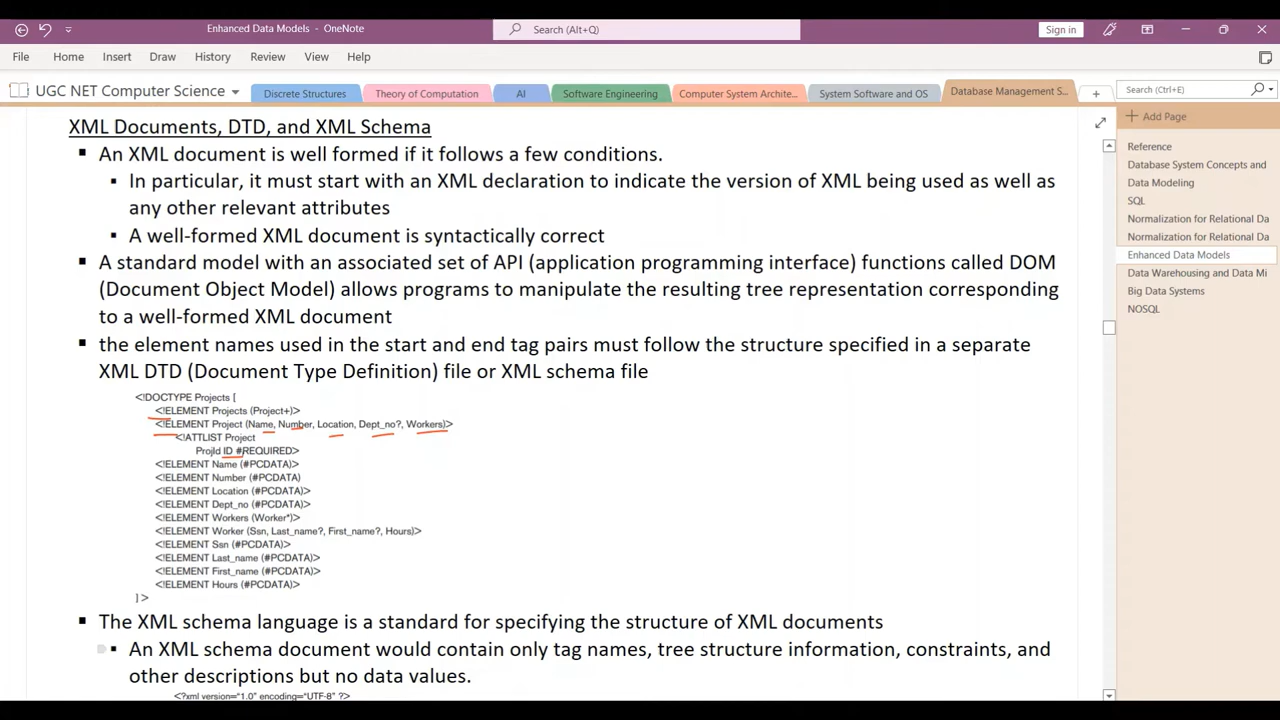 Enhanced Data Models - OneNote
Search (Alt+Q)
Sign in
File Home Insert Draw History Review View Help
UGC NET Computer Science
Discrete Structures
Theory of Computation
AI
Software Engineering
Computer System Archite...
System Software and OS
Database Management S...
Search (Ctrl+E)
XML Documents, DTD, and XML Schema
▪ An XML document is well formed if it follows a few conditions.
▪ In particular, it must start with an XML declaration to indicate the version of XML being used as well as
any other relevant attributes
▪ A well-formed XML document is syntactically correct
▪ A standard model with an associated set of API (application programming interface) functions called DOM
(Document Object Model) allows programs to manipulate the resulting tree representation corresponding
to a well-formed XML document
▪ the element names used in the start and end tag pairs must follow the structure specified in a separate
XML DTD (Document Type Definition) file or XML schema file
<!DOCTYPE Projects [
<!ELEMENT Projects (Project+)>
<!ELEMENT Project (Name, Number, Location, Dept_no?, Workers)>
<!ATTLIST Project
ProjId ID #REQUIRED>
<!ELEMENT Name (#PCDATA)>
<!ELEMENT Number (#PCDATA)
<!ELEMENT Location (#PCDATA)>
<!ELEMENT Dept_no (#PCDATA)>
<!ELEMENT Workers (Worker*)>
<!ELEMENT Worker (Ssn, Last_name?, First_name?, Hours)>
<!ELEMENT Ssn (#PCDATA)>
<!ELEMENT Last_name (#PCDATA)>
<!ELEMENT First_name (#PCDATA)>
<!ELEMENT Hours (#PCDATA)>
] >
▪ The XML schema language is a standard for specifying the structure of XML documents
▪ An XML schema document would contain only tag names, tree structure information, constraints, and
other descriptions but no data values.
<?xml version="1.0" encoding="UTF-8" ?>
Add Page
Reference
Database System Concepts and
Data Modeling
SQL
Normalization for Relational Da
Normalization for Relational Da
Enhanced Data Models
Data Warehousing and Data Mi
Big Data Systems
NOSQL